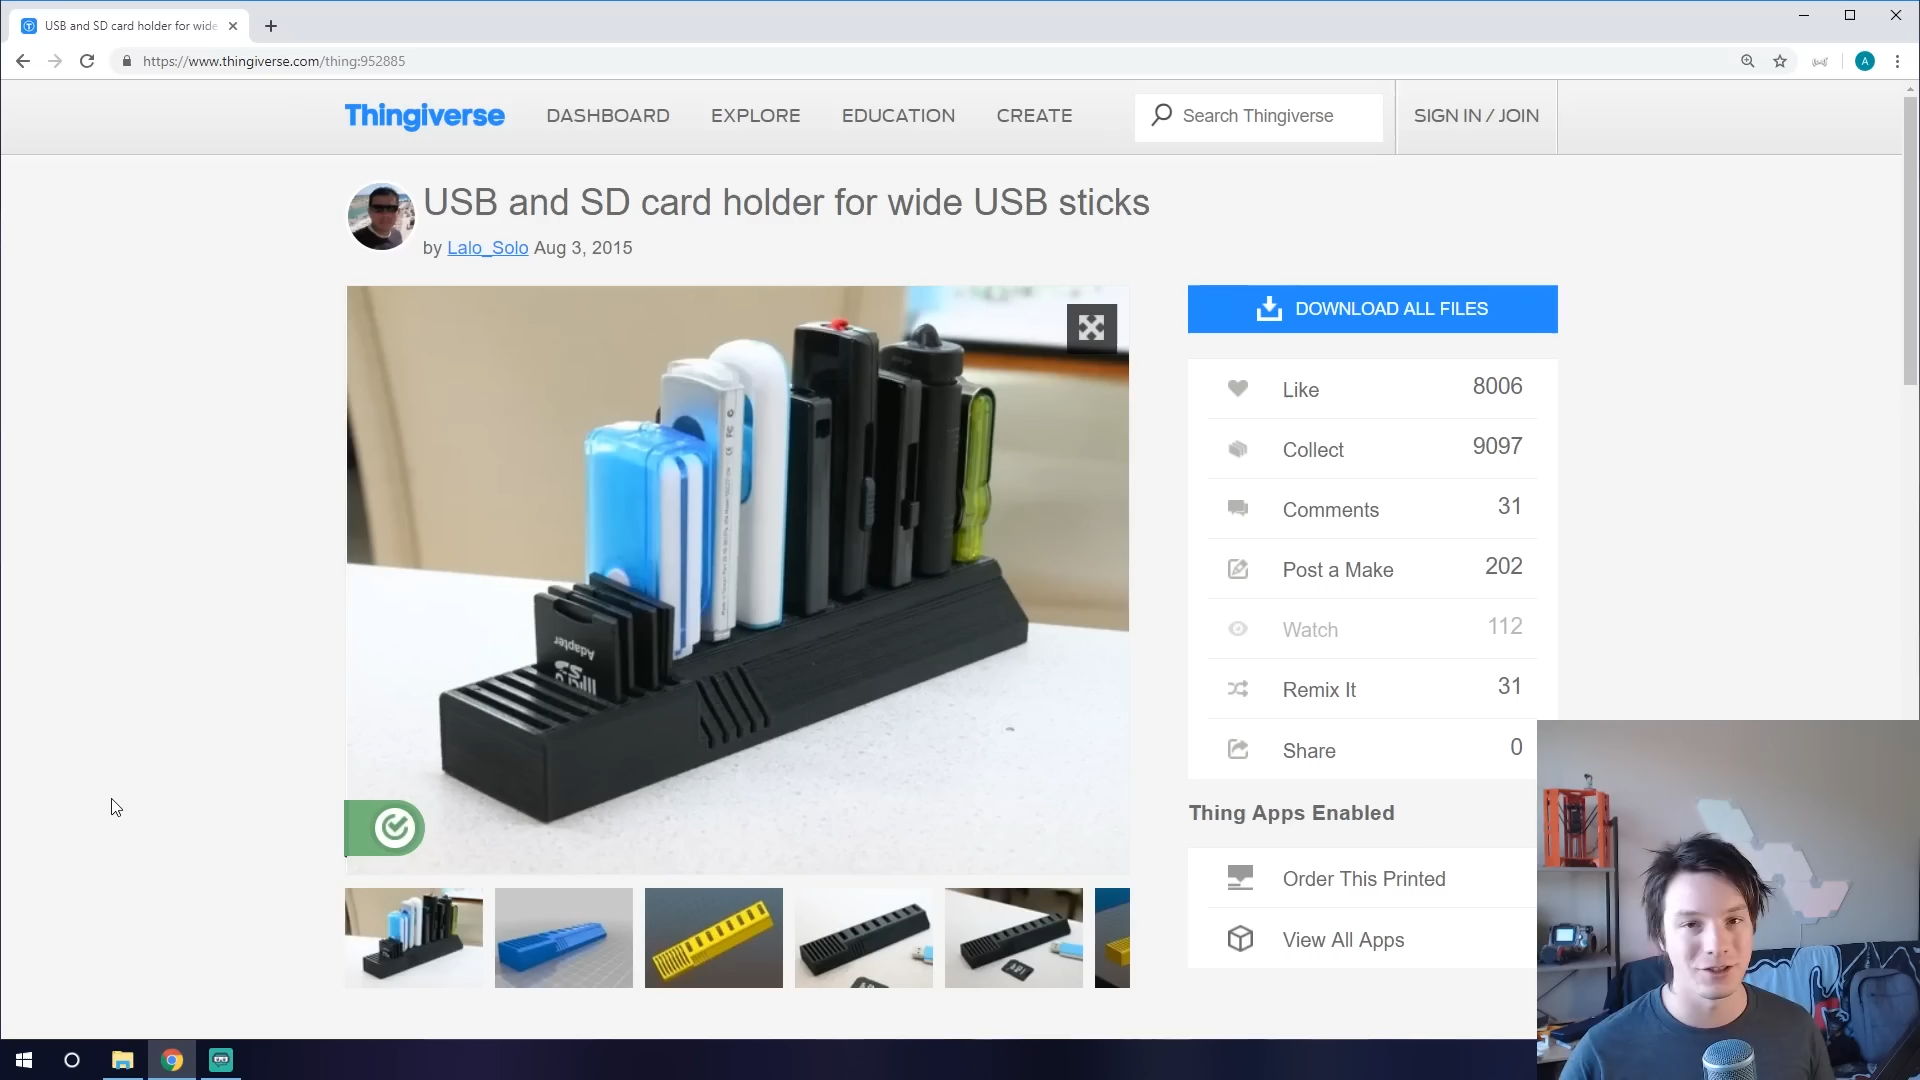 USB and SD card holder for wide
https://www.thingiverse.com/thing:952885
A
Thingiverse
DASHBOARD
EXPLORE
EDUCATION
CREATE
Search Thingiverse
SIGN IN / JOIN
USB and SD card holder for wide USB sticks
by Lalo_Solo Aug 3, 2015
DOWNLOAD ALL FILES
Like 8006
Collect 9097
Comments 31
Post a Make 202
Watch 112
Remix It 31
Share 0
Adapter
micro
Thing Apps Enabled
Order This Printed
View All Apps